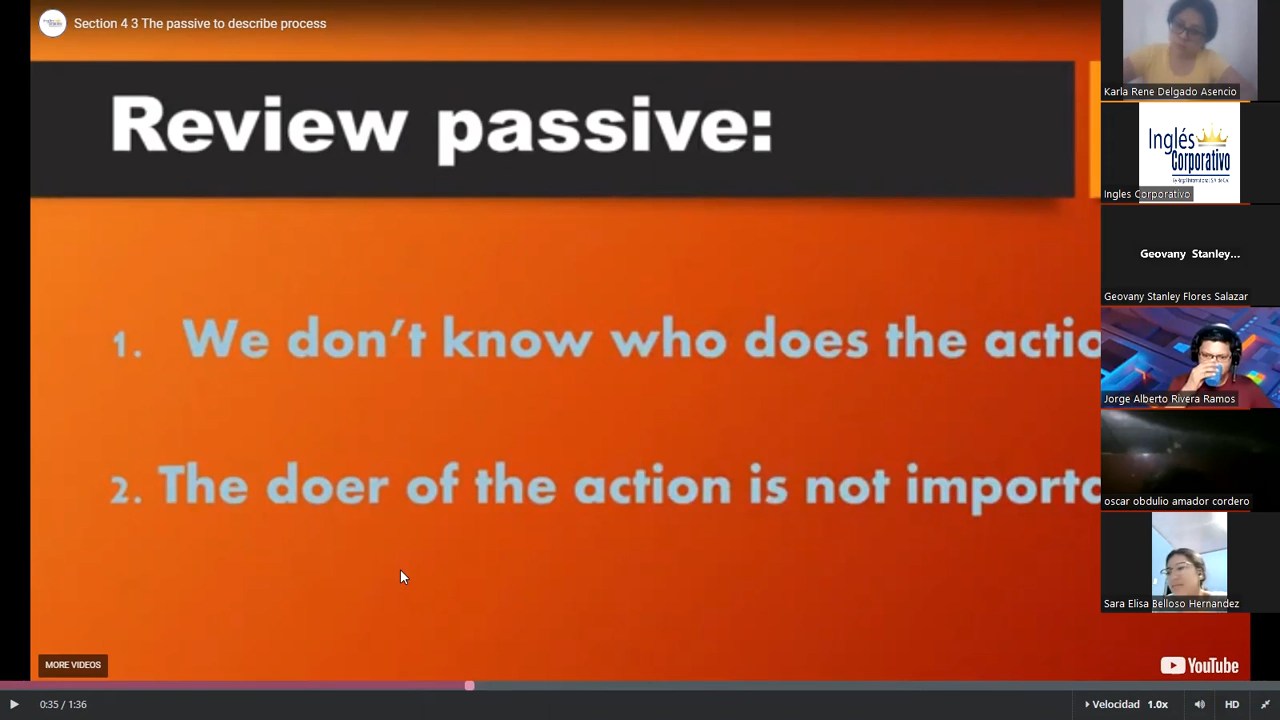 Section 4 3 The passive to describe process
Review passive:
1. We don't know who does the actio
2. The doer of the action is not importa
MORE VIDEOS
YouTube
0:35 / 1:36
Velocidad 1.0x
HD
Karla Rene Delgado Asencio
Inglés
Corporativo
Ingles Corporativo
Geovany Stanley...
Geovany Stanley Flores Salazar
Jorge Alberto Rivera Ramos
oscar obdulio amador cordero
Sara Elisa Belloso Hernandez